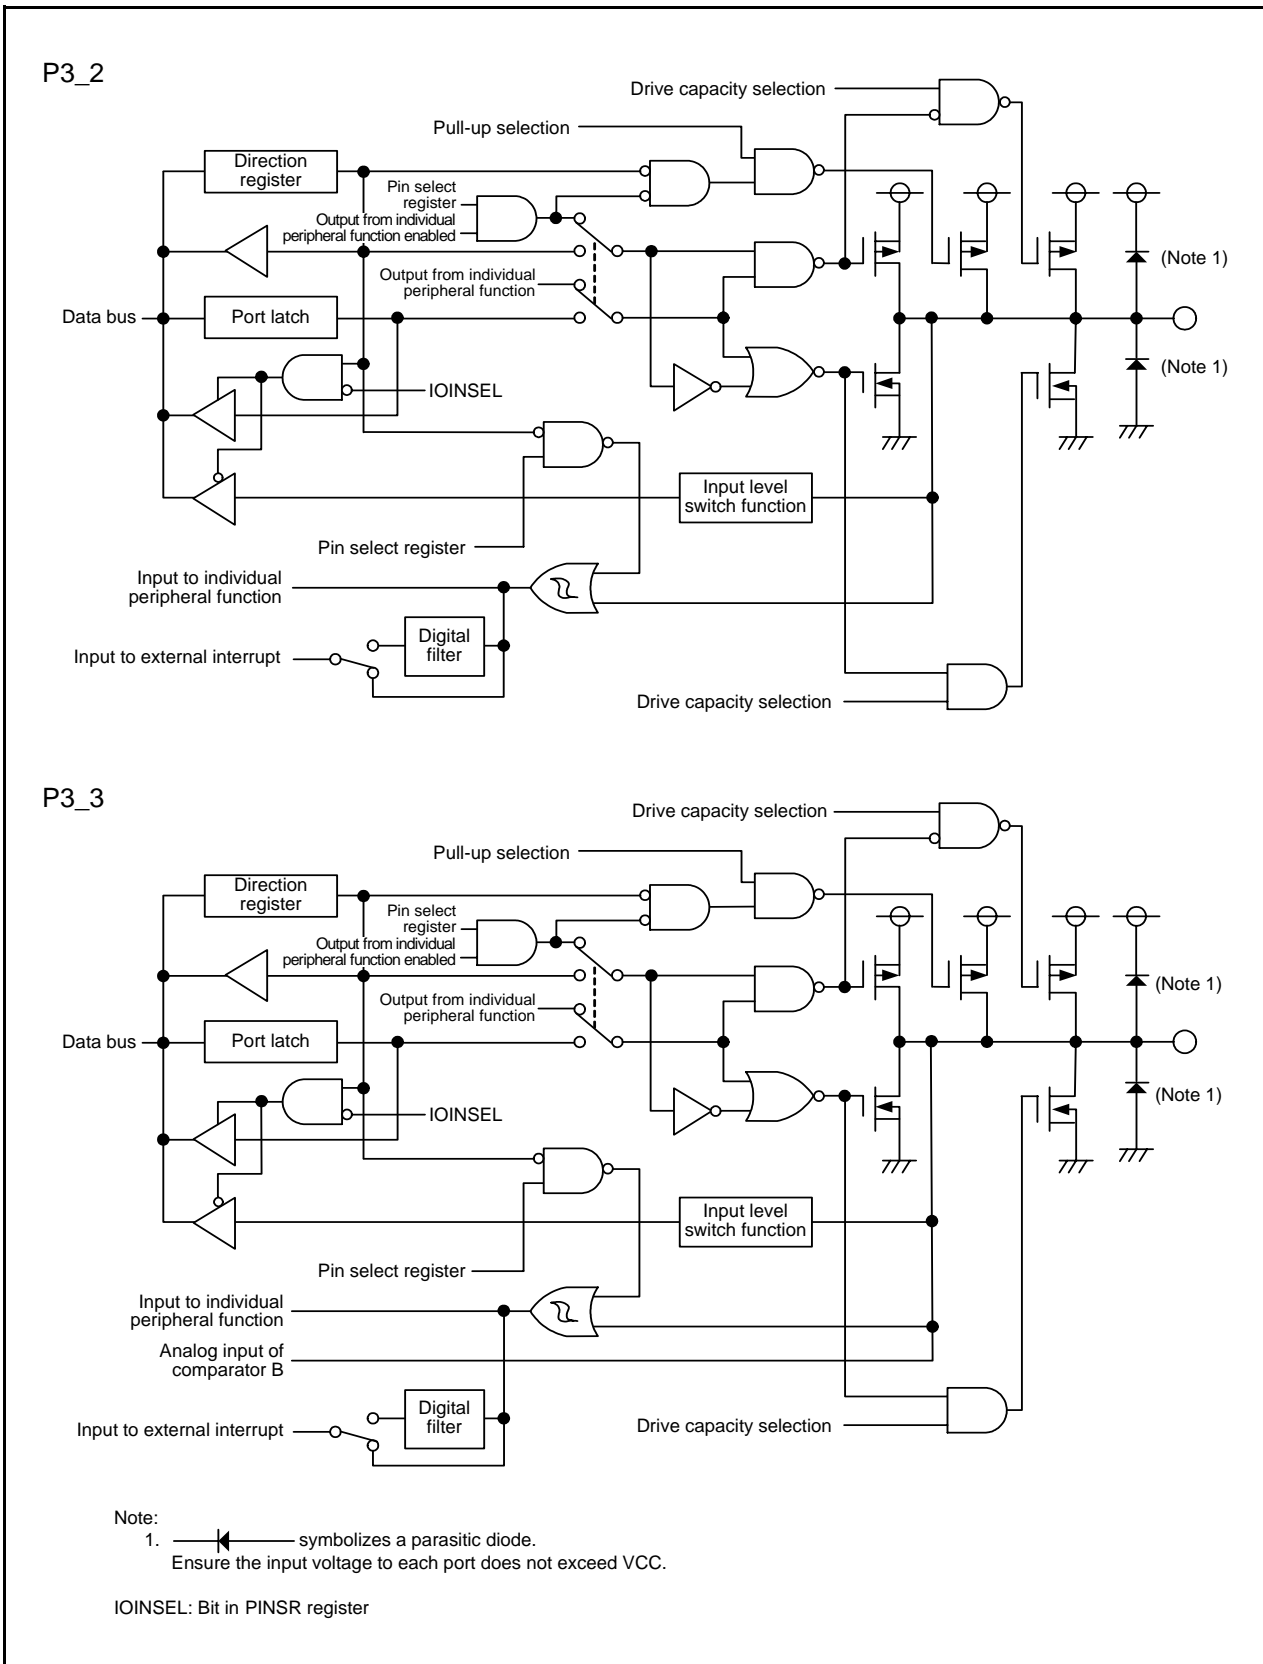 P3_2
Drive capacity selection
Pull-up selection
Direction
register
Pin select
register
Output from individual
peripheral function enabled
(Note 1)
Output from individual
peripheral function
Data bus
Port latch
(Note 1)
IOINSEL
Input level
switch function
Pin select register
Input to individual
peripheral function
Digital
filter
Input to external interrupt
Drive capacity selection
P3_3
Drive capacity selection
Pull-up selection
Direction
register
Pin select
register
Output from individual
peripheral function enabled
(Note 1)
Output from individual
peripheral function
Data bus
Port latch
(Note 1)
IOINSEL
Input level
switch function
Pin select register
Input to individual
peripheral function
Analog input of
comparator B
Digital
filter
Input to external interrupt
Drive capacity selection
Note:
1. symbolizes a parasitic diode.
Ensure the input voltage to each port does not exceed VCC.
IOINSEL: Bit in PINSR register